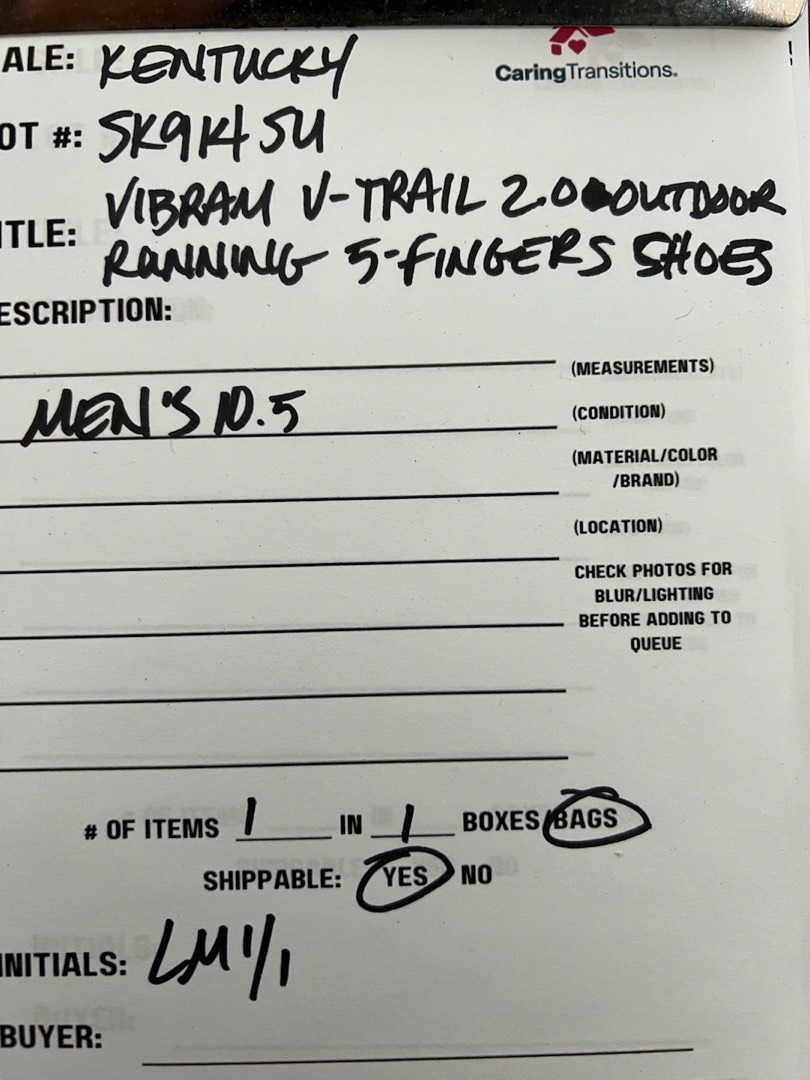 ALE: KENTUCKY
CaringTransitions.
OT #:
VIBRAM V-TRAIL 2.0 OUTDOOR
ITLE:
RUNNING 5-FINGERS SHOES
ESCRIPTION:
(MEASUREMENTS)
MEN'S 10.5
(CONDITION)
(MATERIAL/COLOR
/BRAND)
(LOCATION)
CHECK PHOTOS FOR
BLUR/LIGHTING
BEFORE ADDING TO
QUEUE
# OF ITEMS 1 IN 1 BOXES/BAGS
SHIPPABLE: YES NO
INITIALS: LM 1/1
BUYER: